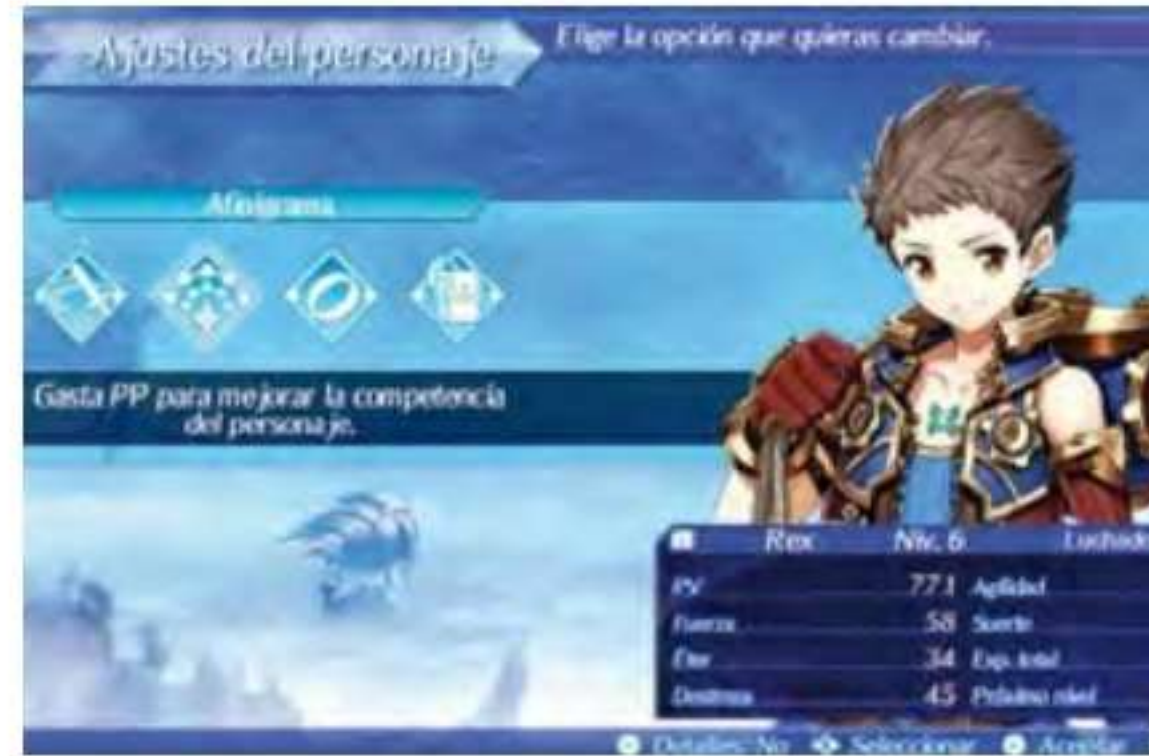 Ajustes del personaje
Elige la opción que quieras cambiar.
Afinigrama
Gasta PP para mejorar la competencia
del personaje.
Rex Niv. 6 Luchado
PV 771 Agilidad
Fuerza 58 Suerte
Éter 34 Exp. total
Destreza 45 Próximo nivel
Detalles: No Seleccionar Aceptar